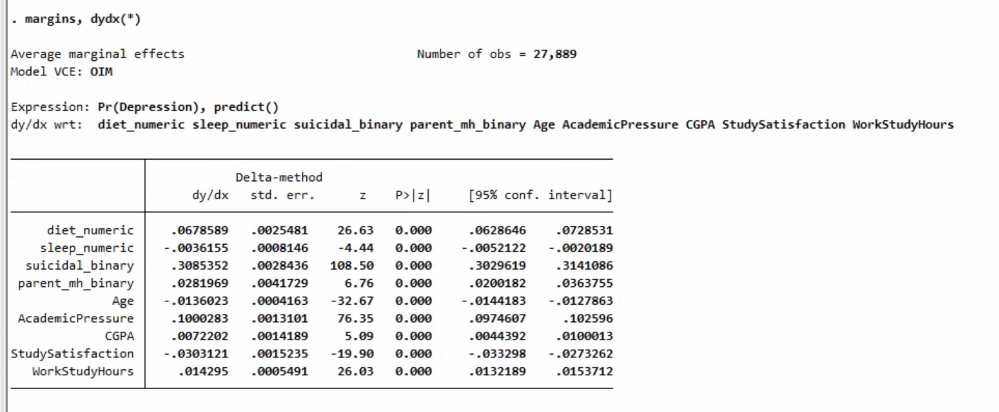 . margins, dydx(*)
Average marginal effects Number of obs = 27,889
Model VCE: OIM
Expression: Pr(Depression), predict()
dy/dx wrt: diet_numeric sleep_numeric suicidal_binary parent_mh_binary Age AcademicPressure CGPA StudySatisfaction WorkStudyHours
Delta-method
dy/dx std. err. z P>|z| [95% conf. interval]
diet_numeric .0678589 .0025481 26.63 0.000 .0628646 .0728531
sleep_numeric -.0036155 .0008146 -4.44 0.000 -.0052122 -.0020189
suicidal_binary .3085352 .0028436 108.50 0.000 .3029619 .3141086
parent_mh_binary .0281969 .0041729 6.76 0.000 .0200182 .0363755
Age -.0136023 .0004163 -32.67 0.000 -.0144183 -.0127863
AcademicPressure .1000283 .0013101 76.35 0.000 .0974607 .102596
CGPA .0072202 .0014189 5.09 0.000 .0044392 .0100013
StudySatisfaction -.0303121 .0015235 -19.90 0.000 -.033298 -.0273262
WorkStudyHours .014295 .0005491 26.03 0.000 .0132189 .0153712